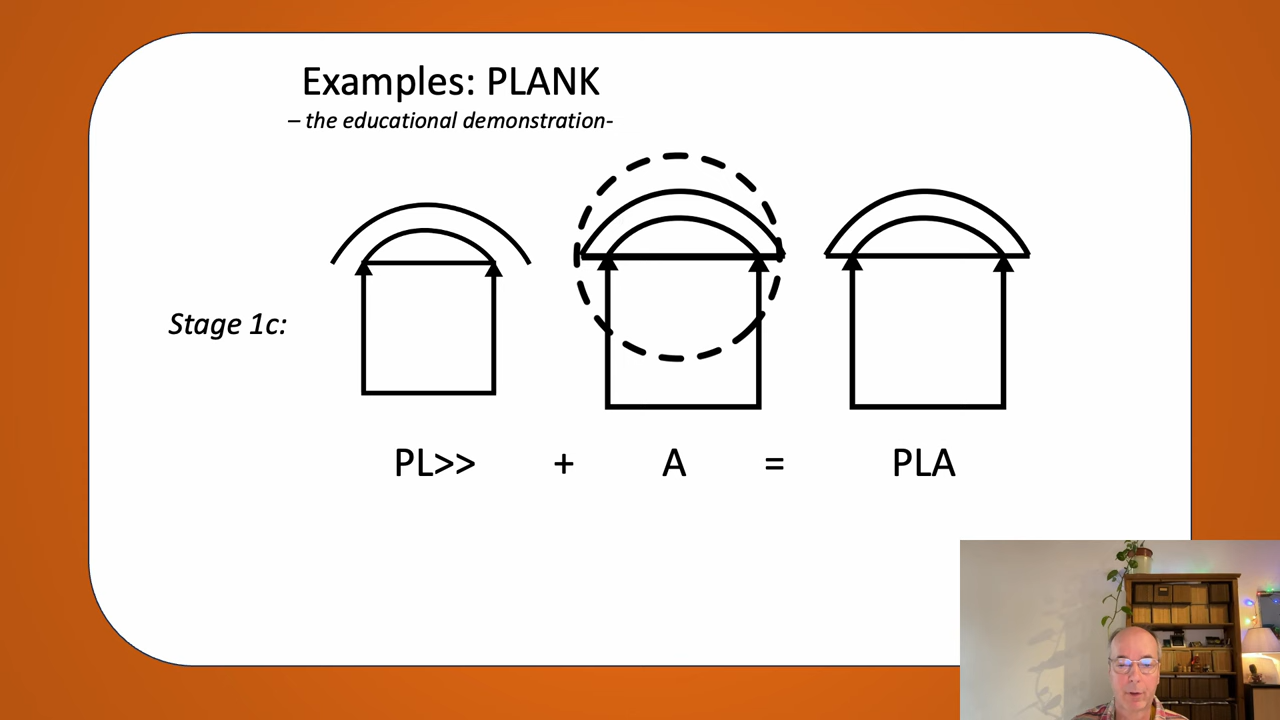 Examples: PLANK
– the educational demonstration-
Stage 1c:
PL>> + A = PLA